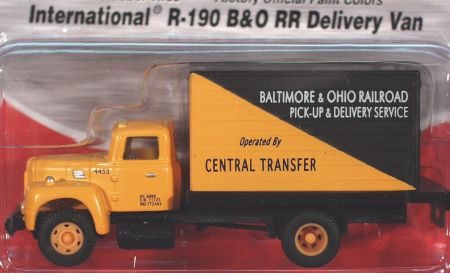 Factory Official Paint Colors
International® R-190 B&O RR Delivery Van
BALTIMORE & OHIO RAILROAD
PICK-UP & DELIVERY SERVICE
Operated By
CENTRAL TRANSFER
4453